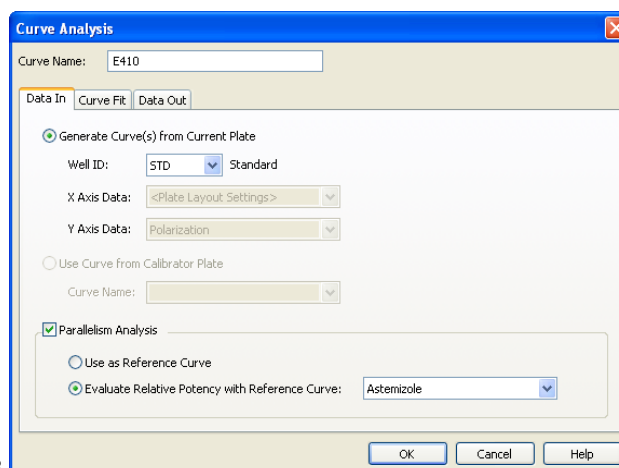 Curve Analysis
Curve Name: E410
Data In Curve Fit Data Out
Generate Curve(s) from Current Plate
Well ID: STD Standard
X Axis Data: <Plate Layout Settings>
Y Axis Data: Polarization
Use Curve from Calibrator Plate
Curve Name:
Parallelism Analysis
Use as Reference Curve
Evaluate Relative Potency with Reference Curve: Astemizole
OK Cancel Help